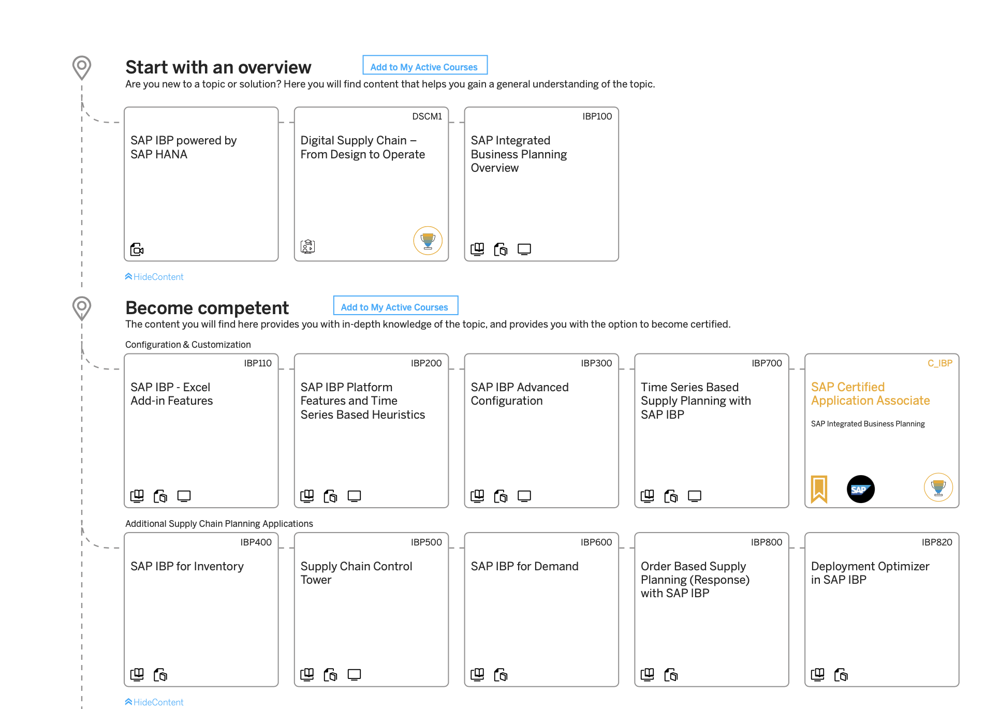 Start with an overview
Add to My Active Courses
Are you new to a topic or solution? Here you will find content that helps you gain a general understanding of the topic.
SAP IBP powered by
SAP HANA
DSCM1
Digital Supply Chain –
From Design to Operate
IBP100
SAP Integrated
Business Planning
Overview
HideContent
Become competent
Add to My Active Courses
The content you will find here provides you with in-depth knowledge of the topic, and provides you with the option to become certified.
Configuration & Customization
IBP110
SAP IBP - Excel
Add-in Features
IBP200
SAP IBP Platform
Features and Time
Series Based Heuristics
IBP300
SAP IBP Advanced
Configuration
IBP700
Time Series Based
Supply Planning with
SAP IBP
C_IBP
SAP Certified
Application Associate
SAP Integrated Business Planning
SAP
Additional Supply Chain Planning Applications
IBP400
SAP IBP for Inventory
IBP500
Supply Chain Control
Tower
IBP600
SAP IBP for Demand
IBP800
Order Based Supply
Planning (Response)
with SAP IBP
IBP820
Deployment Optimizer
in SAP IBP
HideContent